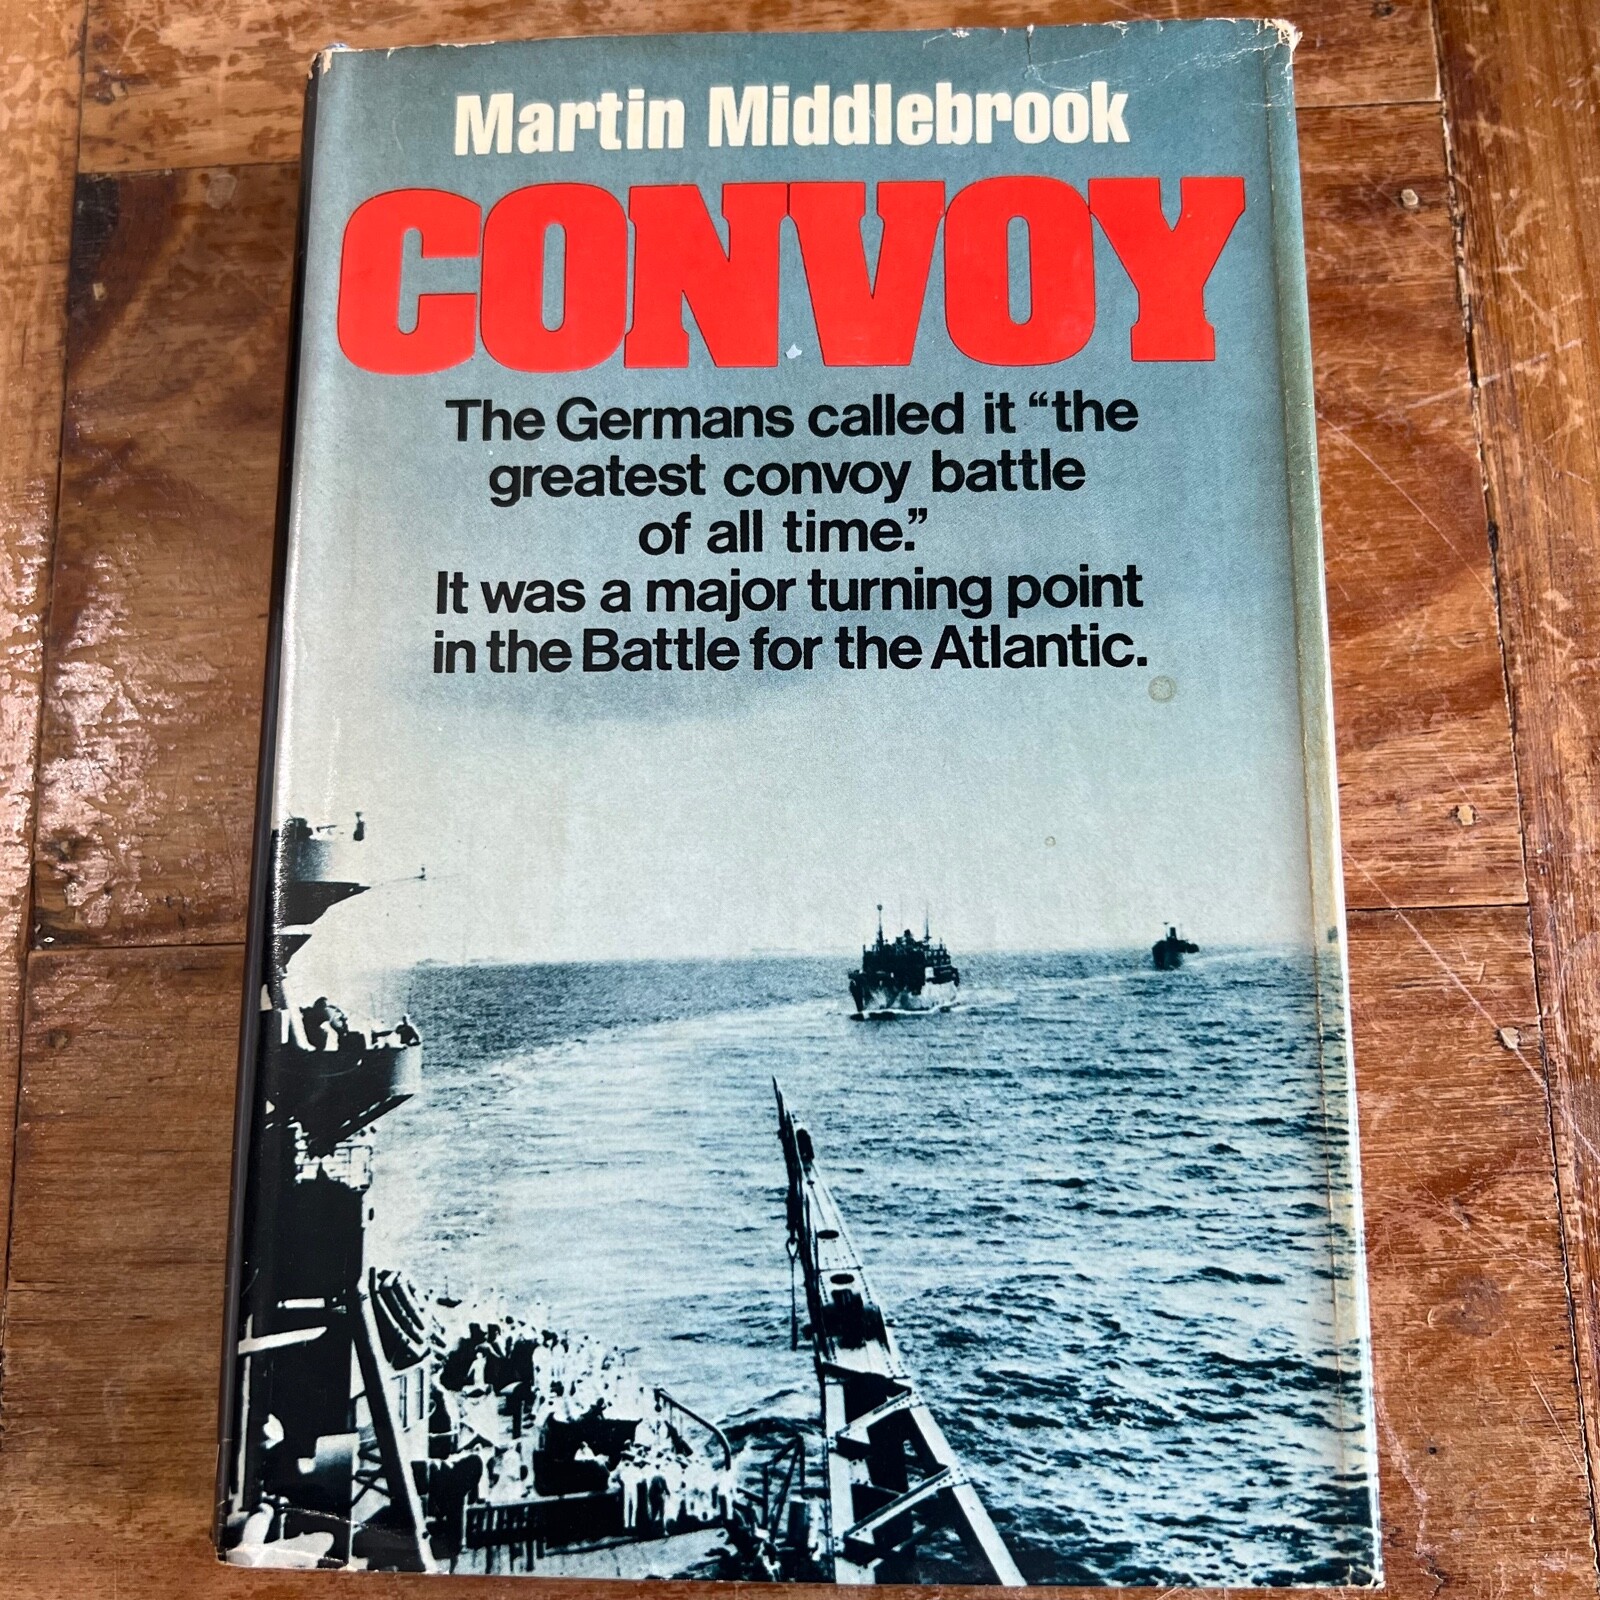 Martin Middlebrook
CONVOY
The Germans called it “the
greatest convoy battle
of all time.”
It was a major turning point
in the Battle for the Atlantic.